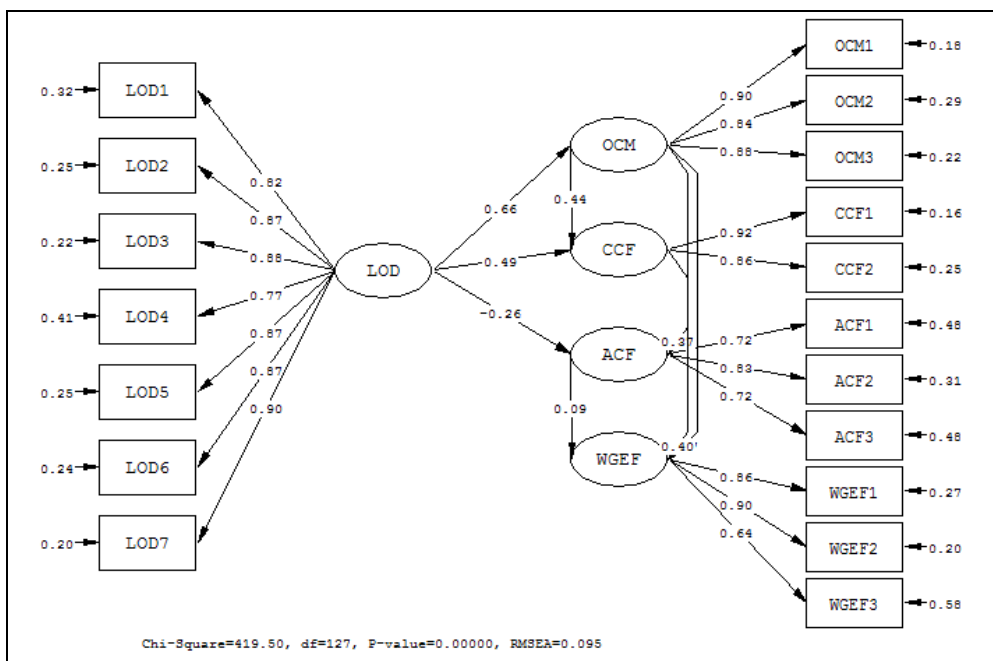 OCM1 0.18
0.32 LOD1
0.90
OCM2 0.29
0.84
OCM
0.25 LOD2
0.88
OCM3 0.22
0.82
0.66
0.44
CCF1 0.16
0.87
0.92
0.22 LOD3
0.88
LOD
0.49
CCF
0.86
CCF2 0.25
0.77
-0.26
0.41 LOD4
ACF1 0.48
0.87
ACF
0.37
0.72
0.83
ACF2 0.31
0.87
0.72
0.25 LOD5
0.90
0.09
ACF3 0.48
WGEF
0.40
0.24 LOD6
0.86
WGEF1 0.27
0.90
0.64
0.20 LOD7
WGEF2 0.20
WGEF3 0.58
Chi-Square=419.50, df=127, P-value=0.00000, RMSEA=0.095